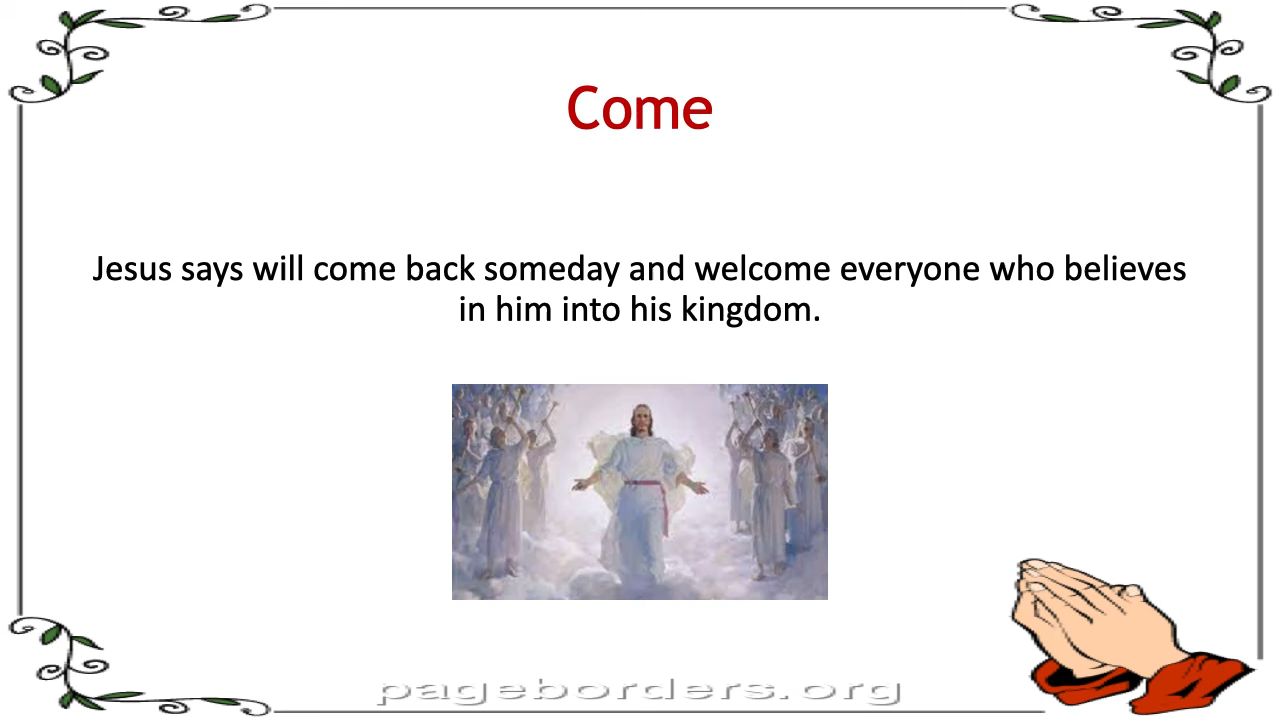 Come
Jesus says will come back someday and welcome everyone who believes
in him into his kingdom.
pageborders.org